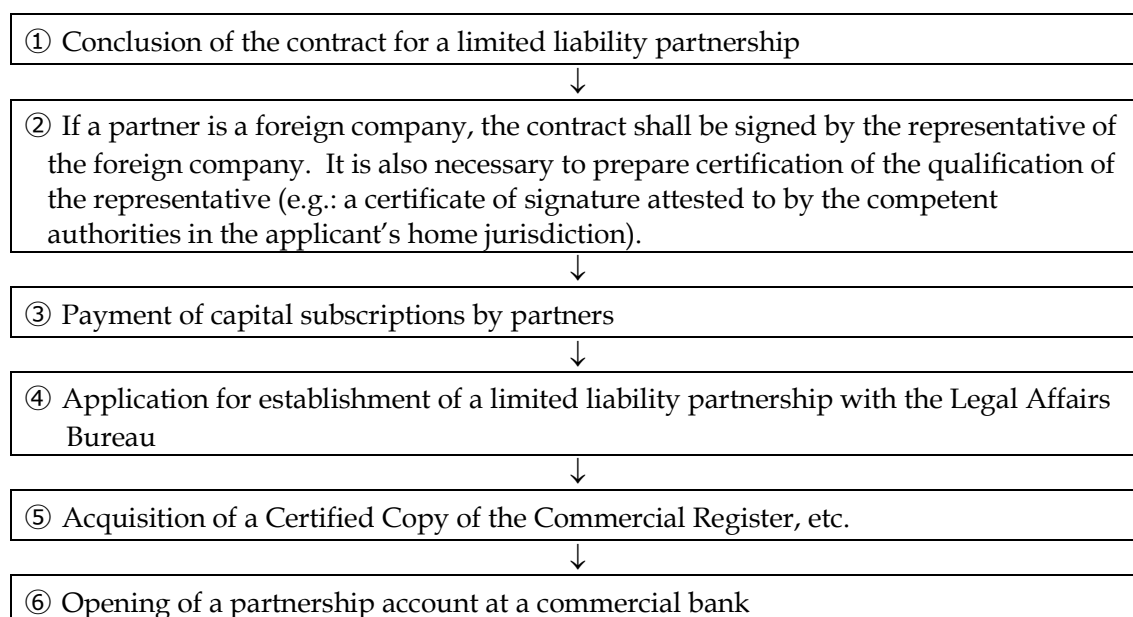 ① Conclusion of the contract for a limited liability partnership
↓
② If a partner is a foreign company, the contract shall be signed by the representative of
the foreign company.  It is also necessary to prepare certification of the qualification of
the representative (e.g.: a certificate of signature attested to by the competent
authorities in the applicant’s home jurisdiction).
↓
③ Payment of capital subscriptions by partners
↓
④ Application for establishment of a limited liability partnership with the Legal Affairs
Bureau
↓
⑤ Acquisition of a Certified Copy of the Commercial Register, etc.
↓
⑥ Opening of a partnership account at a commercial bank